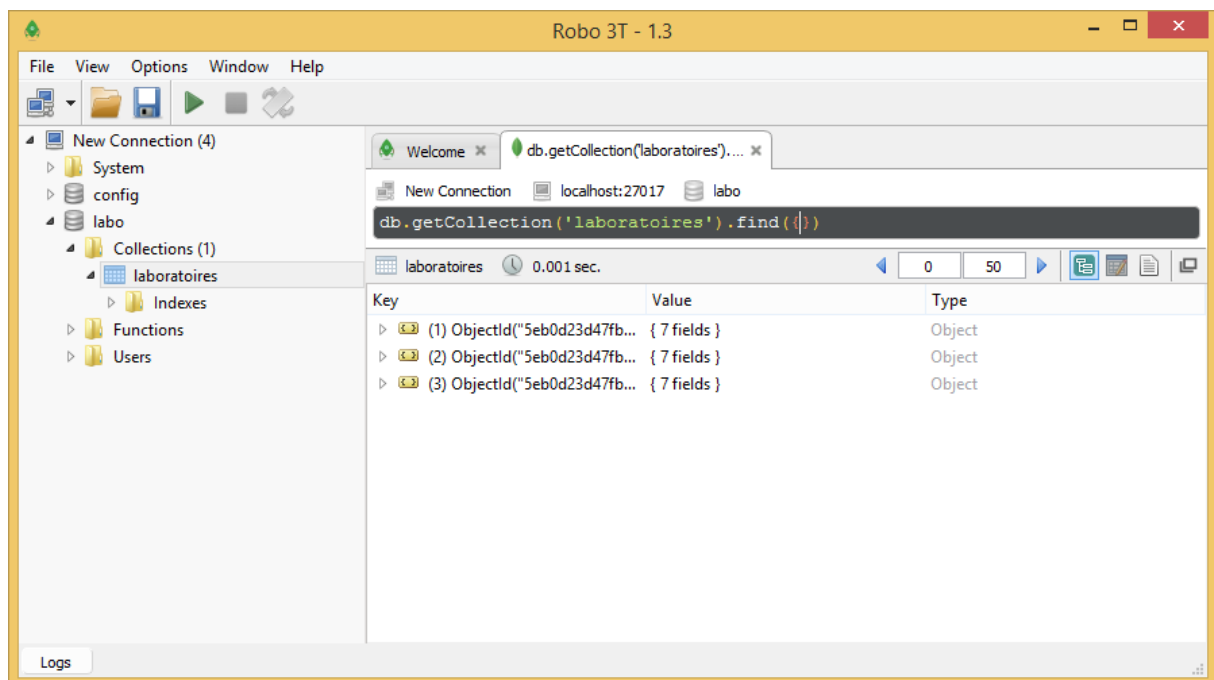 Robo 3T - 1.3
File View Options Window Help
New Connection (4)
System
config
labo
Collections (1)
laboratoires
Indexes
Functions
Users
Welcome db.getCollection('laboratoires')....
New Connection localhost:27017 labo
db.getCollection('laboratoires').find({})
laboratoires 0.001 sec. 0 50
Key Value Type
(1) ObjectId("5eb0d23d47fb... { 7 fields } Object
(2) ObjectId("5eb0d23d47fb... { 7 fields } Object
(3) ObjectId("5eb0d23d47fb... { 7 fields } Object
Logs